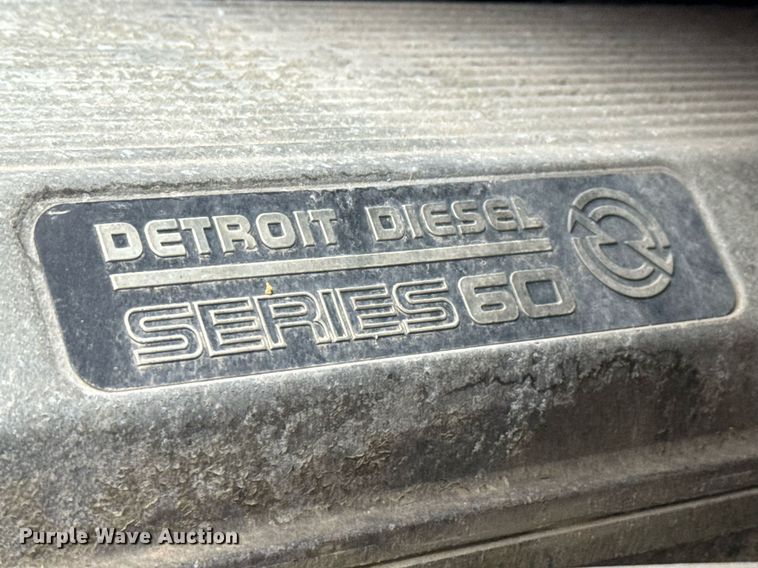 DETROIT DIESEL
SERIES 60
Purple Wave Auction